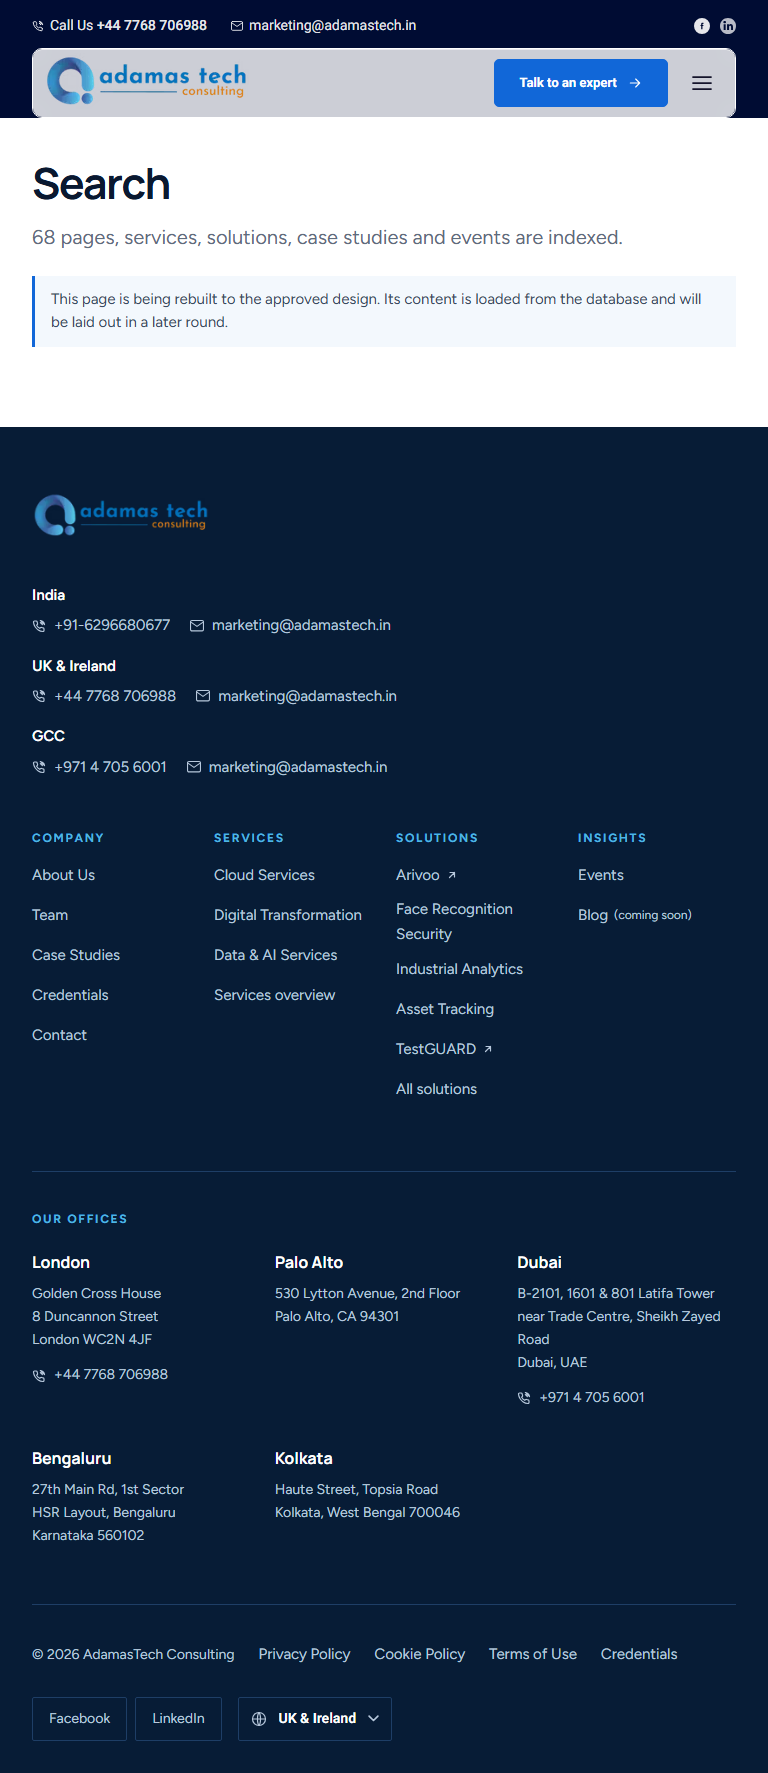 Call Us +44 7768 706988 marketing@adamastech.in
adamas tech
consulting
Talk to an expert
Search
68 pages, services, solutions, case studies and events are indexed.
This page is being rebuilt to the approved design. Its content is loaded from the database and will
be laid out in a later round.
adamas tech
consulting
India
+91-6296680677 marketing@adamastech.in
UK & Ireland
+44 7768 706988 marketing@adamastech.in
GCC
+971 4 705 6001 marketing@adamastech.in
COMPANY
About Us
Team
Case Studies
Credentials
Contact
SERVICES
Cloud Services
Digital Transformation
Data & AI Services
Services overview
SOLUTIONS
Arivoo
Face Recognition
Security
Industrial Analytics
Asset Tracking
TestGUARD
All solutions
INSIGHTS
Events
Blog (coming soon)
OUR OFFICES
London
Golden Cross House
8 Duncannon Street
London WC2N 4JF
+44 7768 706988
Palo Alto
530 Lytton Avenue, 2nd Floor
Palo Alto, CA 94301
Dubai
B-2101, 1601 & 801 Latifa Tower
near Trade Centre, Sheikh Zayed
Road
Dubai, UAE
+971 4 705 6001
Bengaluru
27th Main Rd, 1st Sector
HSR Layout, Bengaluru
Karnataka 560102
Kolkata
Haute Street, Topsia Road
Kolkata, West Bengal 700046
© 2026 AdamasTech Consulting Privacy Policy Cookie Policy Terms of Use Credentials
Facebook LinkedIn UK & Ireland